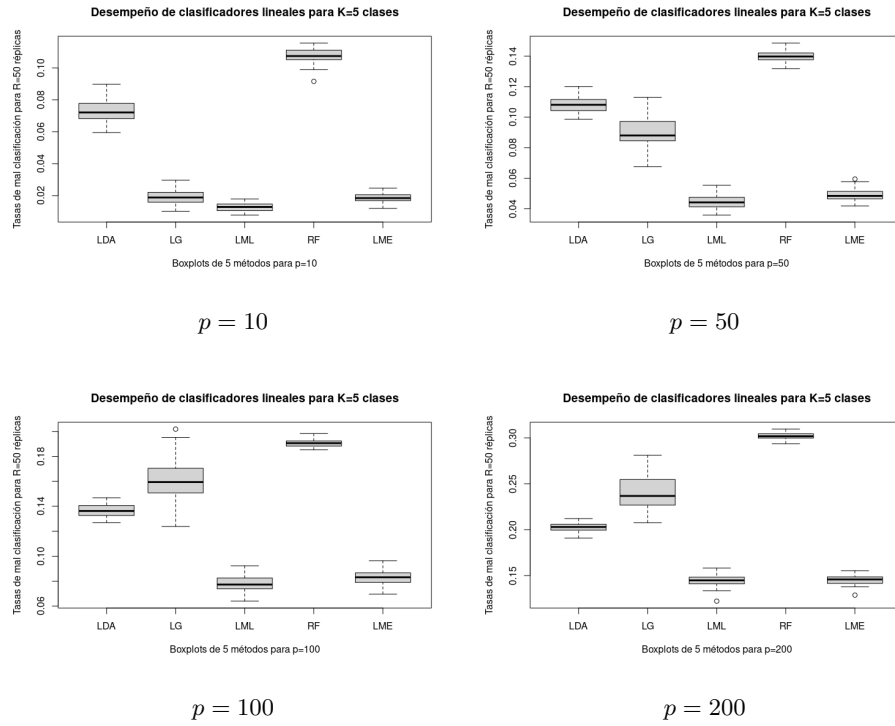 Desempeño de clasificadores lineales para K=5 clases
Tasas de mal clasificación para R=50 réplicas
0.10
0.08
0.06
0.04
0.02
LDA LG LML RF LME
Boxplots de 5 métodos para p=10
p = 10
Desempeño de clasificadores lineales para K=5 clases
Tasas de mal clasificación para R=50 réplicas
0.14
0.12
0.10
0.08
0.06
0.04
LDA LG LML RF LME
Boxplots de 5 métodos para p=50
p = 50
Desempeño de clasificadores lineales para K=5 clases
Tasas de mal clasificación para R=50 réplicas
0.18
0.14
0.10
0.06
LDA LG LML RF LME
Boxplots de 5 métodos para p=100
p = 100
Desempeño de clasificadores lineales para K=5 clases
Tasas de mal clasificación para R=50 réplicas
0.30
0.25
0.20
0.15
LDA LG LML RF LME
Boxplots de 5 métodos para p=200
p = 200